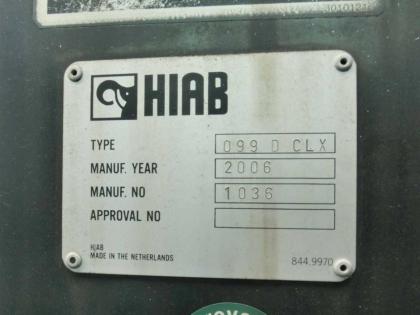 3010121
HIAB
TYPE 099 D CLX
MANUF. YEAR 2006
MANUF. NO 1036
APPROVAL NO
HIAB
MADE IN THE NETHERLANDS 844.9970